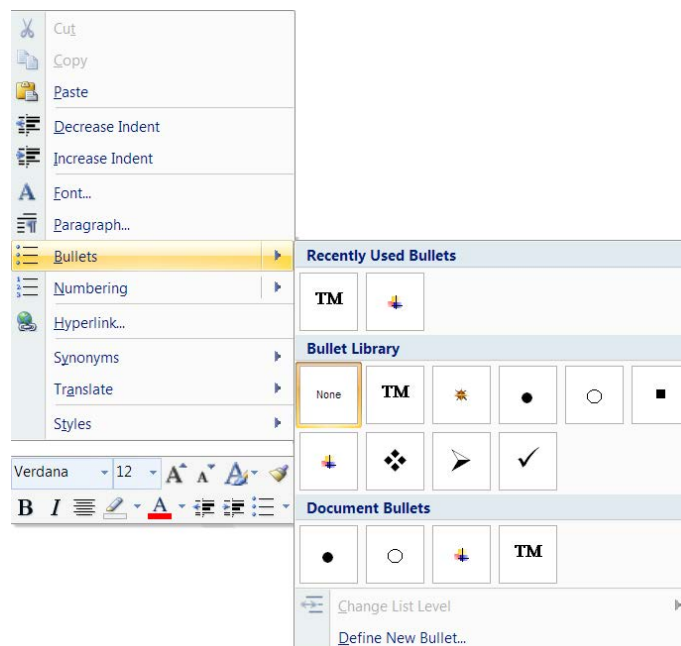 Cut
Copy
Paste
Decrease Indent
Increase Indent
Font...
Paragraph...
Bullets
Numbering
Hyperlink...
Synonyms
Translate
Styles
Verdana 12 A A A
B I A
Recently Used Bullets
TM
Bullet Library
None TM
Document Bullets
TM
Change List Level
Define New Bullet...